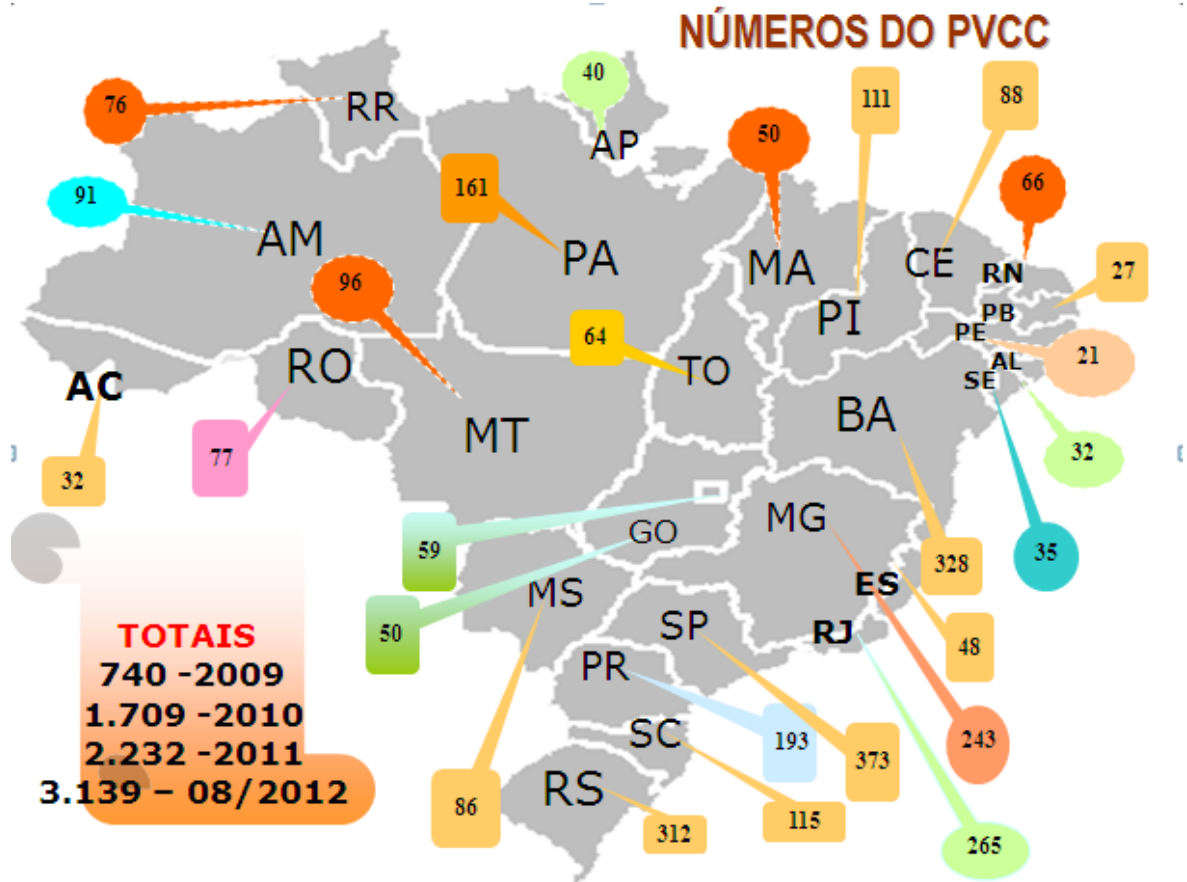 NÚMEROS DO PVCC
40
111
88
76
RR
50
AP
66
161
91
AM
PA
MA
CE
RN
27
96
PI
PB
PE
64
TO
21
AL
SE
RO
AC
BA
MT
77
32
32
MG
59
GO
35
328
MS
ES
50
SP
RJ
48
TOTAIS
740 -2009
1.709 -2010
2.232 -2011
3.139 – 08/2012
PR
SC
193
243
373
RS
86
312
115
265